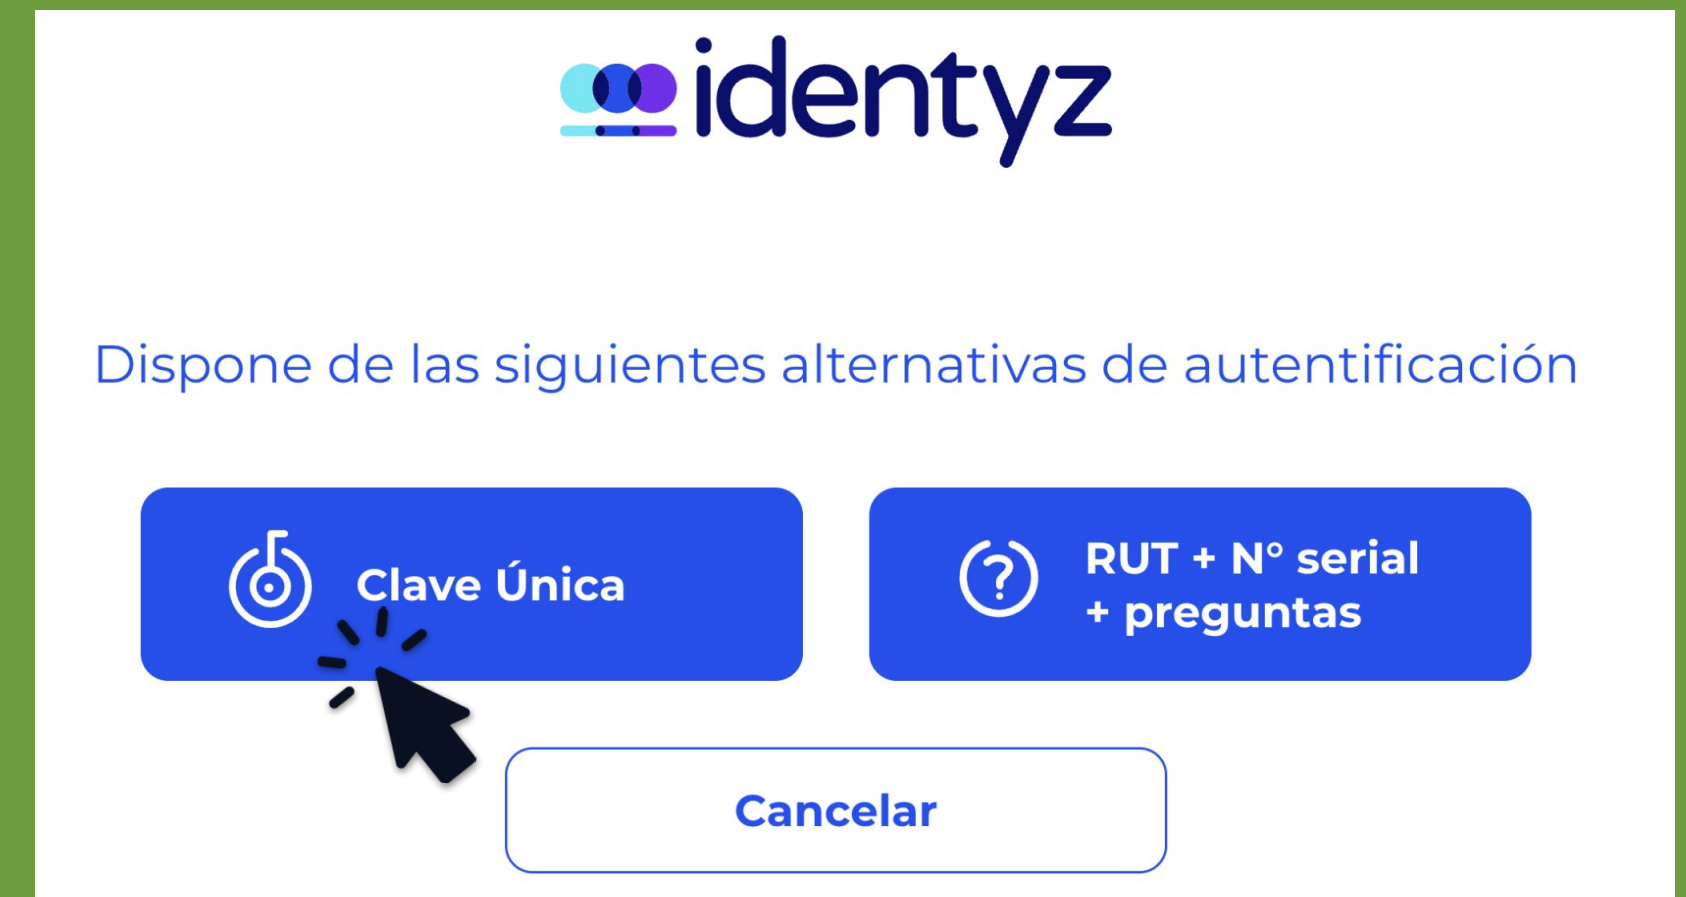 identyz
Dispone de las siguientes alternativas de autentificación
Clave Única
RUT + N° serial
+ preguntas
Cancelar